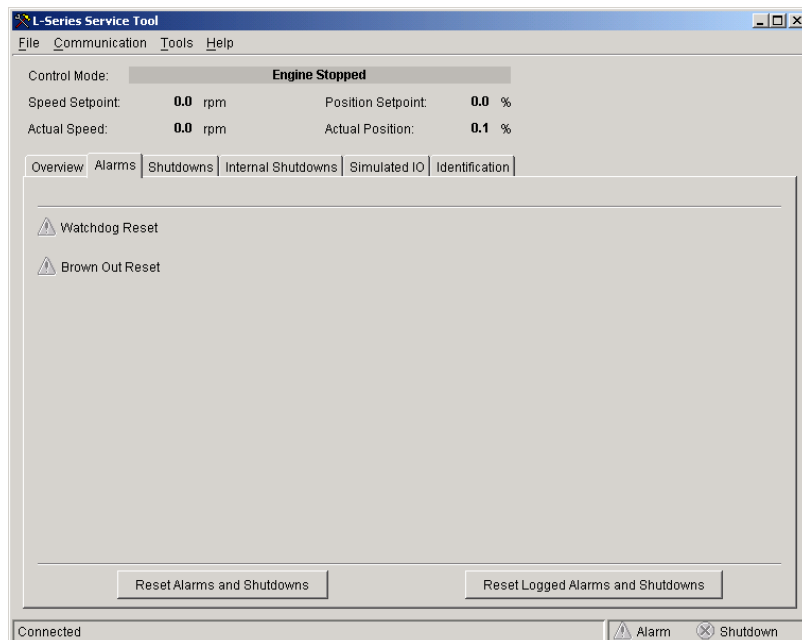 L-Series Service Tool
File Communication Tools Help
Control Mode: Engine Stopped
Speed Setpoint: 0.0 rpm Position Setpoint: 0.0 %
Actual Speed: 0.0 rpm Actual Position: 0.1 %
Overview Alarms Shutdowns Internal Shutdowns Simulated IO Identification
Watchdog Reset
Brown Out Reset
Reset Alarms and Shutdowns Reset Logged Alarms and Shutdowns
Connected Alarm Shutdown